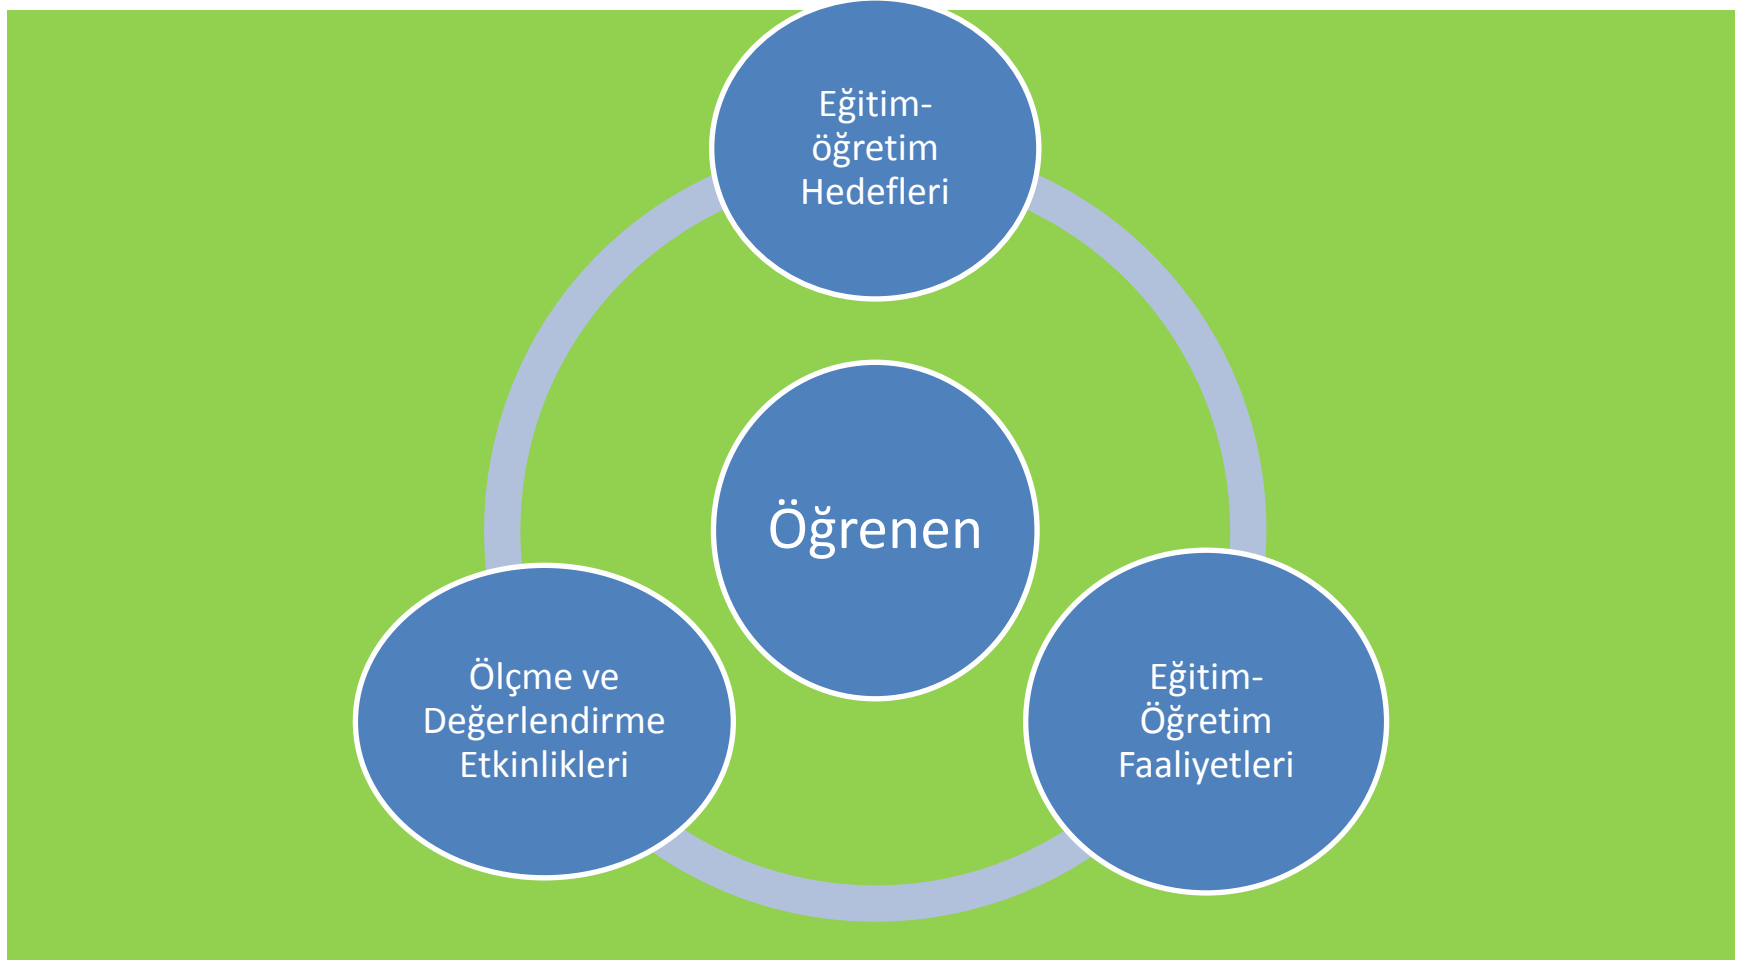 Eğitim-
öğretim
Hedefleri
Öğrenen
Ölçme ve
Değerlendirme
Etkinlikleri
Eğitim-
Öğretim
Faaliyetleri